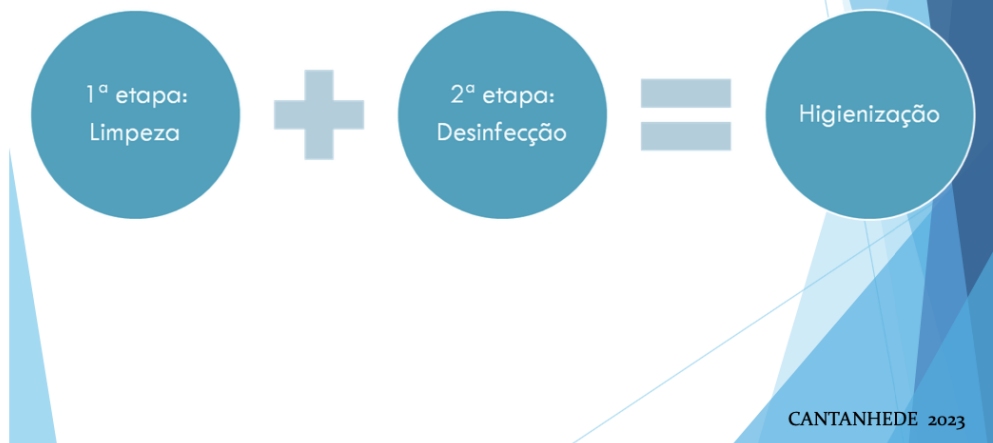 1ª etapa:
Limpeza
2ª etapa:
Desinfecção
Higienização
CANTANHEDE 2023